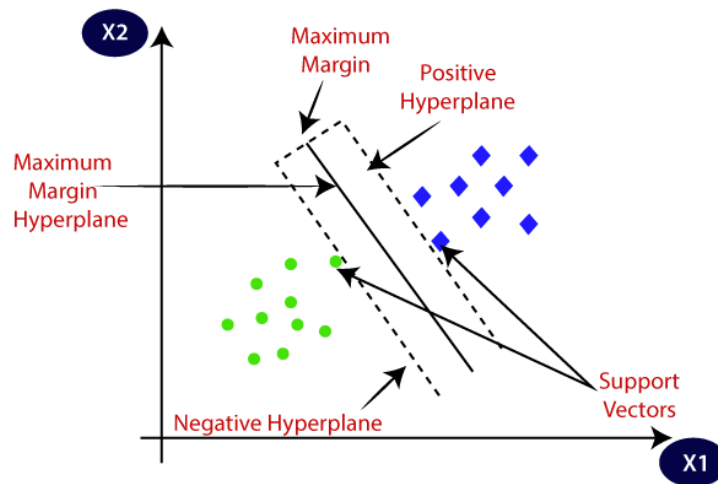 X2
Maximum
Margin
Positive
Hyperplane
Maximum
Margin
Hyperplane
Support
Vectors
Negative Hyperplane
X1